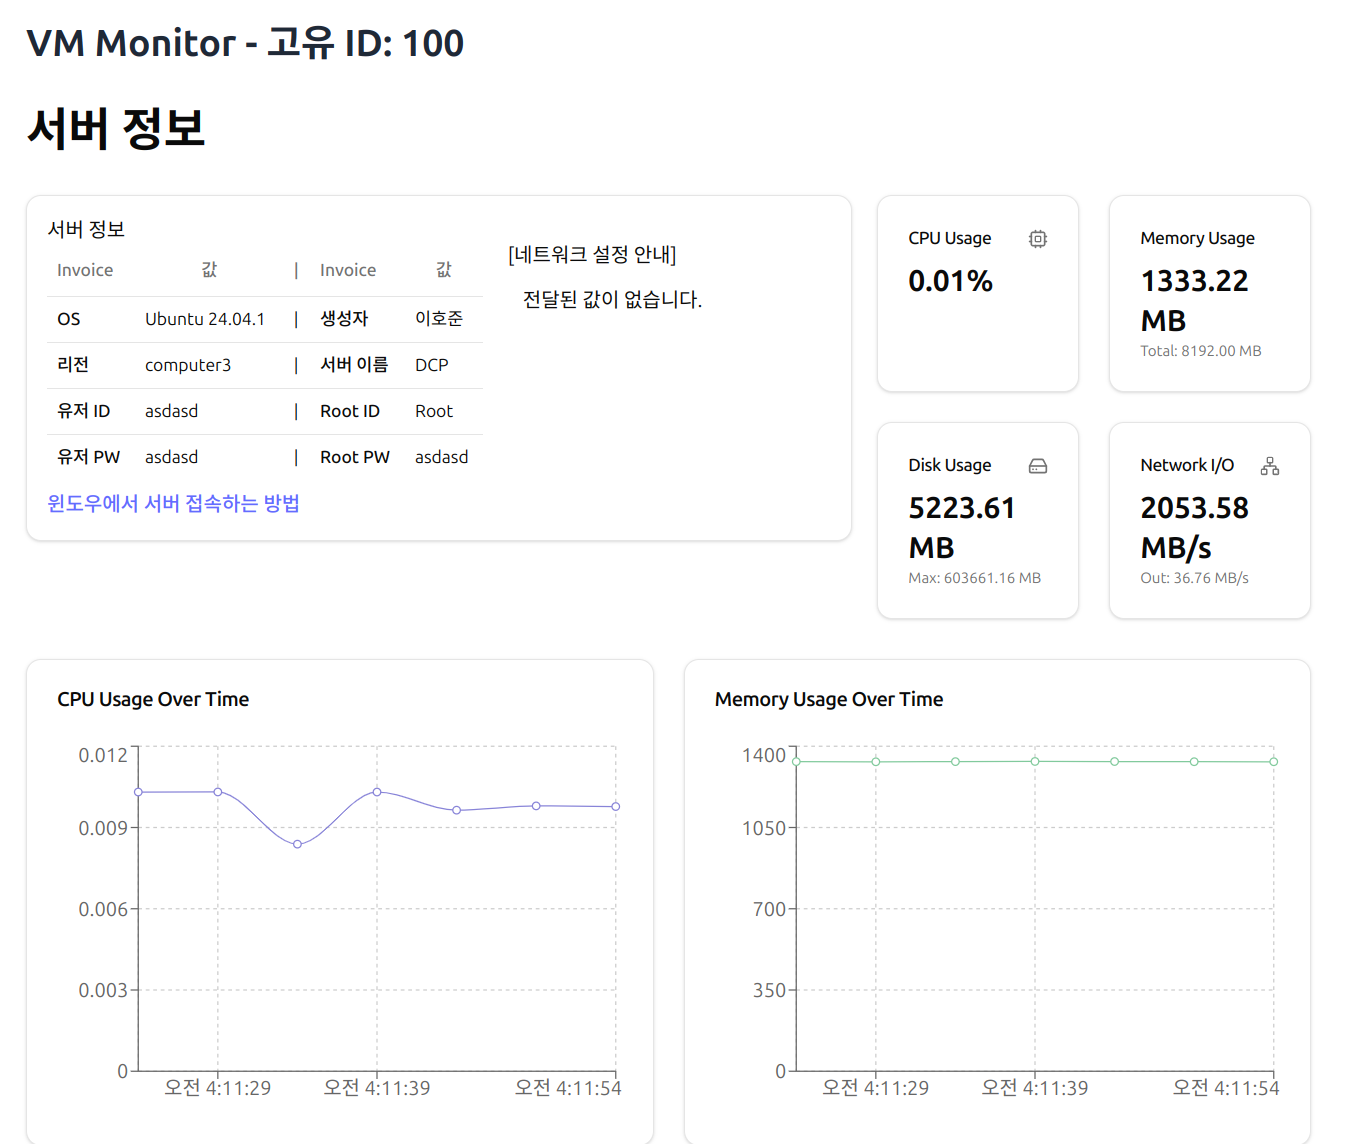 VM Monitor - 고유 ID: 100
서버 정보
서버 정보
Invoice 값 | Invoice 값
OS Ubuntu 24.04.1 | 생성자 이호준
리전 computer3 | 서버 이름 DCP
유저 ID asdasd | Root ID Root
유저 PW asdasd | Root PW asdasd
윈도우에서 서버 접속하는 방법
[네트워크 설정 안내]
전달된 값이 없습니다.
CPU Usage
0.01%
Memory Usage
1333.22
MB
Total: 8192.00 MB
Disk Usage
5223.61
MB
Max: 603661.16 MB
Network I/O
2053.58
MB/s
Out: 36.76 MB/s
CPU Usage Over Time
0.012
0.009
0.006
0.003
0
오전 4:11:29 오전 4:11:39 오전 4:11:54
Memory Usage Over Time
1400
1050
700
350
0
오전 4:11:29 오전 4:11:39 오전 4:11:54